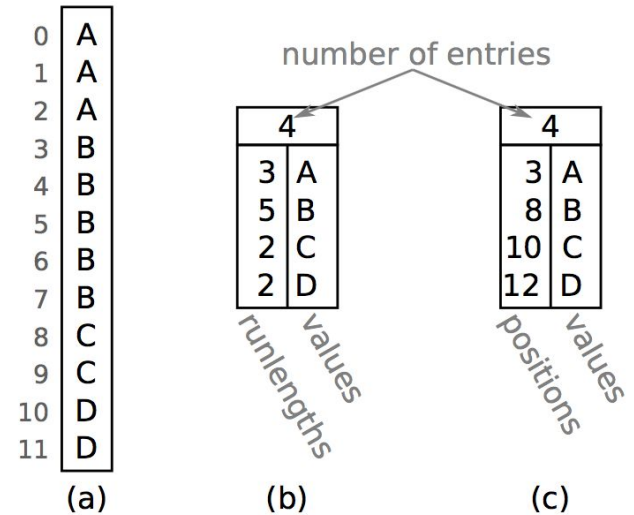 0 A
1 A
2 A
3 B
4 B
5 B
6 B
7 B
8 C
9 C
10 D
11 D
(a)
number of entries
4
3 A
5 B
2 C
2 D
runlengths
values
(b)
4
3 A
8 B
10 C
12 D
positions
values
(c)